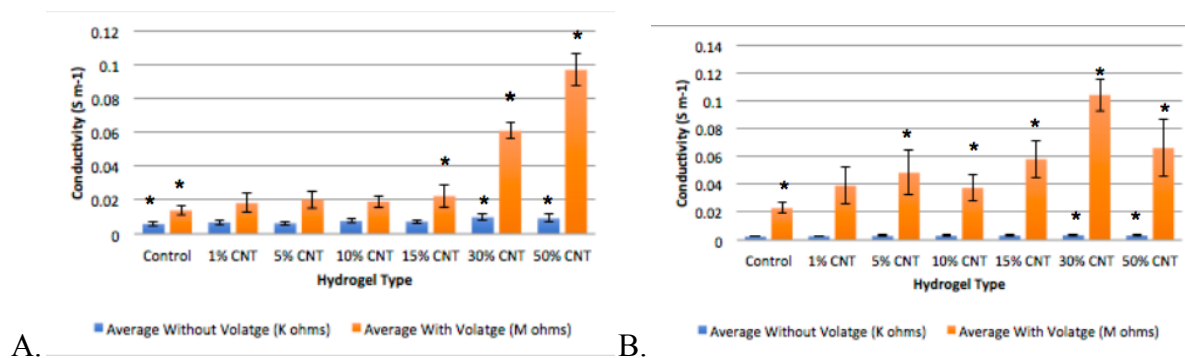 0.12
0.1
0.08
0.06
0.04
0.02
0
Conductivity (S m-1)
* * * * * * *
Control 1% CNT 5% CNT 10% CNT 15% CNT 30% CNT 50% CNT
Hydrogel Type
Average Without Volatge (K ohms) Average With Volatge (M ohms)
A.
0.14
0.12
0.1
0.08
0.06
0.04
0.02
0
Conductivity (S m-1)
* * * * * * * *
Control 1% CNT 5% CNT 10% CNT 15% CNT 30% CNT 50% CNT
Hydrogel Type
Average Without Volatge (K ohms) Average With Volatge (M ohms)
B.